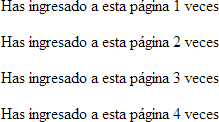 Has ingresado a esta página 1 veces
Has ingresado a esta página 2 veces
Has ingresado a esta página 3 veces
Has ingresado a esta página 4 veces